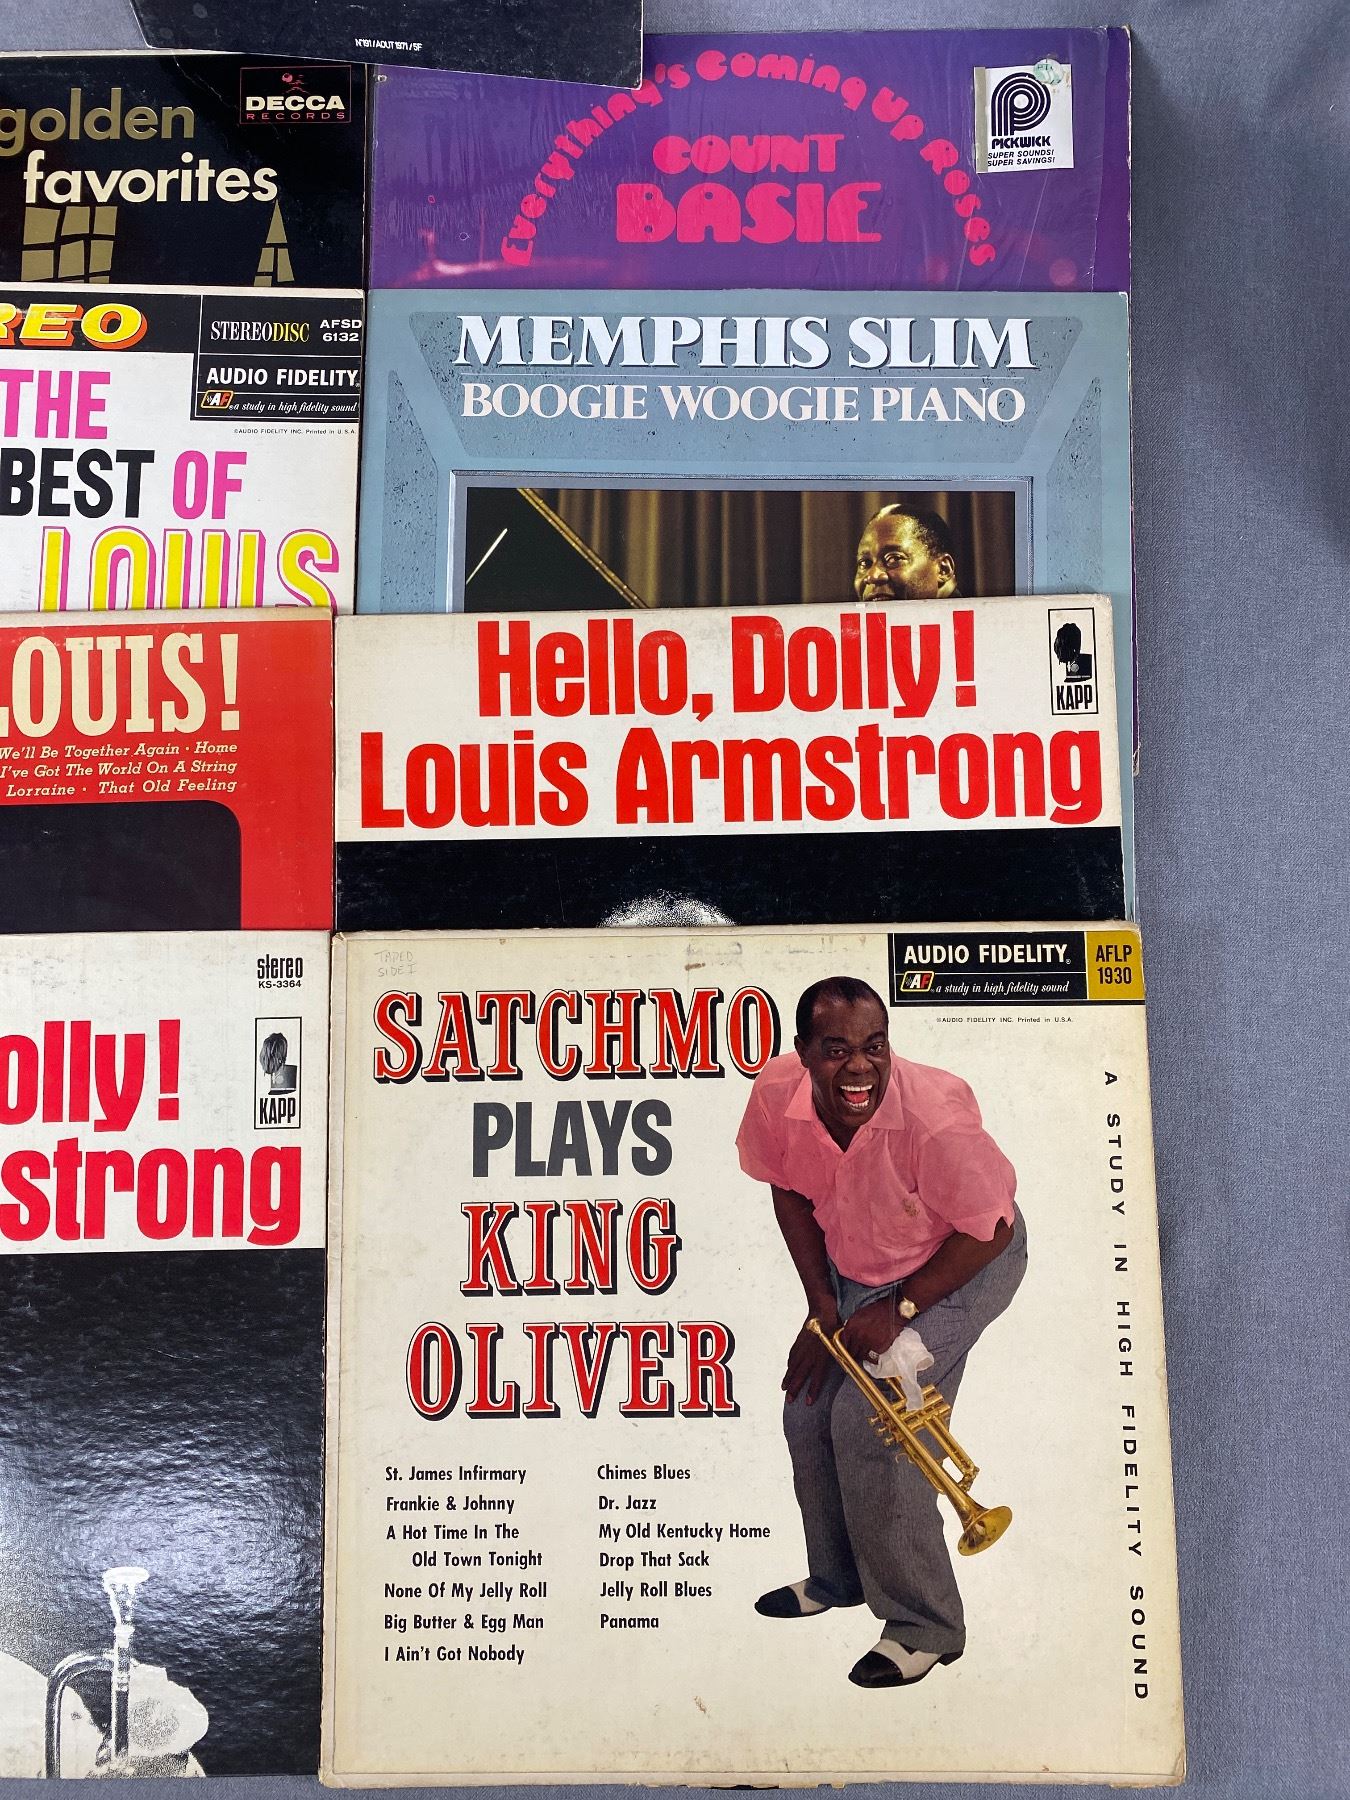 N°191 / AOUT 1971 / 5F
golden
favorites
DECCA
RECORDS
Everything's Coming Up Roses
COUNT
BASIE
PICKWICK
SUPER SOUNDS!
SUPER SAVINGS!
REO
STEREODISC
AFSD
6132
AUDIO FIDELITY
AF
a study in high fidelity sound
©AUDIO FIDELITY INC. Printed in U.S.A.
THE
BEST OF
LOUIS
MEMPHIS SLIM
BOOGIE WOOGIE PIANO
LOUIS!
We'll Be Together Again · Home
I've Got The World On A String
Lorraine · That Old Feeling
Hello, Dolly!
Louis Armstrong
KAPP
stereo
KS-3364
olly!
strong
KAPP
TAPED
SIDE I
AUDIO FIDELITY®
AF
a study in high fidelity sound
AFLP
1930
©AUDIO FIDELITY INC. Printed in U.S.A.
SATCHMO
PLAYS
KING
OLIVER
St. James Infirmary
Frankie & Johnny
A Hot Time In The
Old Town Tonight
None Of My Jelly Roll
Big Butter & Egg Man
I Ain't Got Nobody
Chimes Blues
Dr. Jazz
My Old Kentucky Home
Drop That Sack
Jelly Roll Blues
Panama
A STUDY IN HIGH FIDELITY SOUND